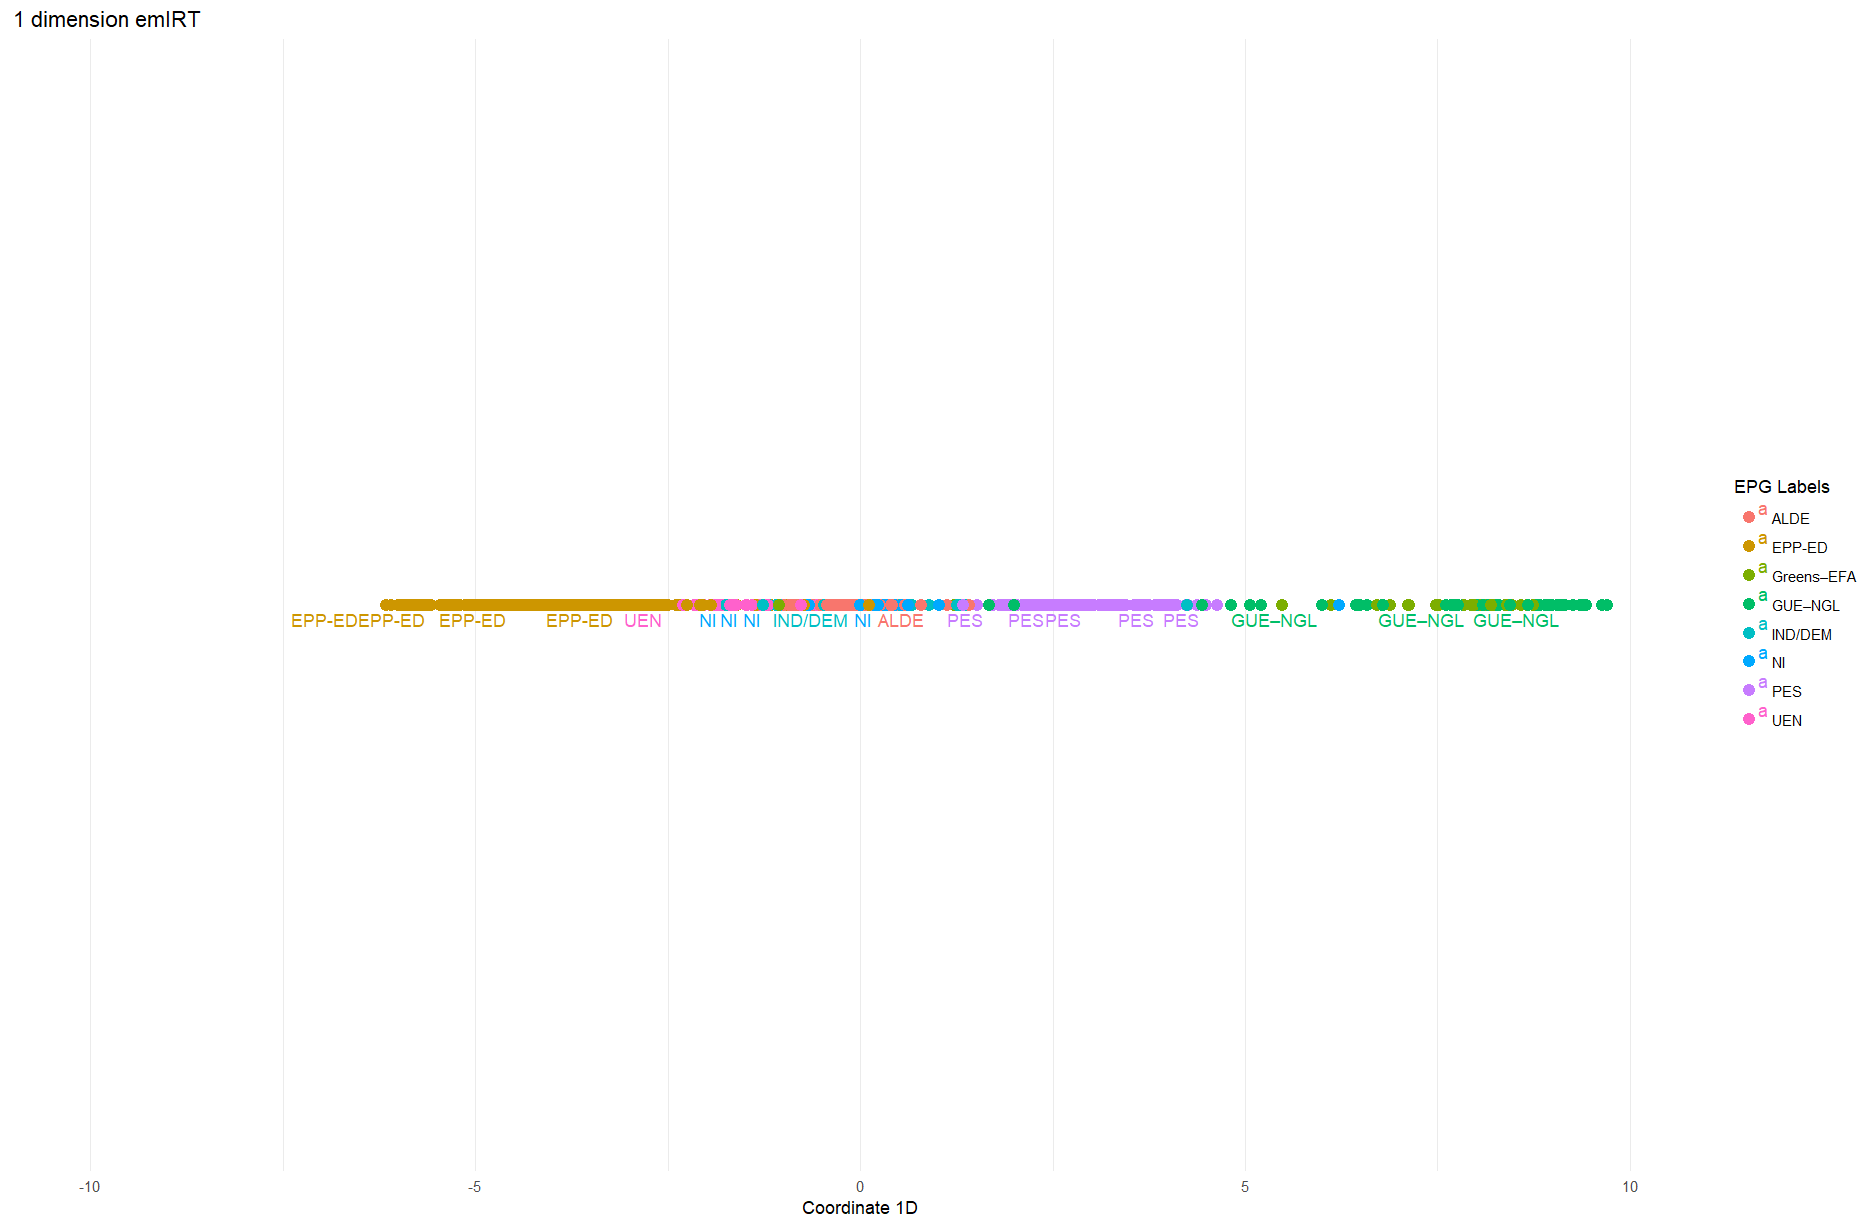 1 dimension emIRT
EPP-EDEPP-ED EPP-ED EPP-ED UEN NI NI NI IND/DEM NI ALDE PES PESPES PES PES GUE–NGL GUE–NGL GUE–NGL
EPG Labels
a ALDE
a EPP-ED
a Greens–EFA
a GUE–NGL
a IND/DEM
a NI
a PES
a UEN
-10 -5 0 5 10
Coordinate 1D